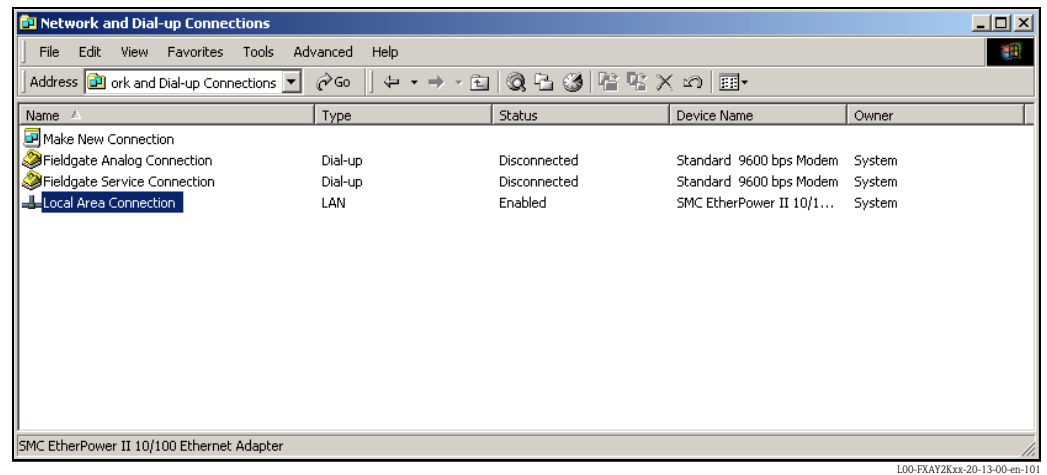 Network and Dial-up Connections
File Edit View Favorites Tools Advanced Help
Address ork and Dial-up Connections Go
Name Type Status Device Name Owner
Make New Connection
Fieldgate Analog Connection Dial-up Disconnected Standard 9600 bps Modem System
Fieldgate Service Connection Dial-up Disconnected Standard 9600 bps Modem System
Local Area Connection LAN Enabled SMC EtherPower II 10/1... System
SMC EtherPower II 10/100 Ethernet Adapter
L00-FXAY2Kxx-20-13-00-en-101